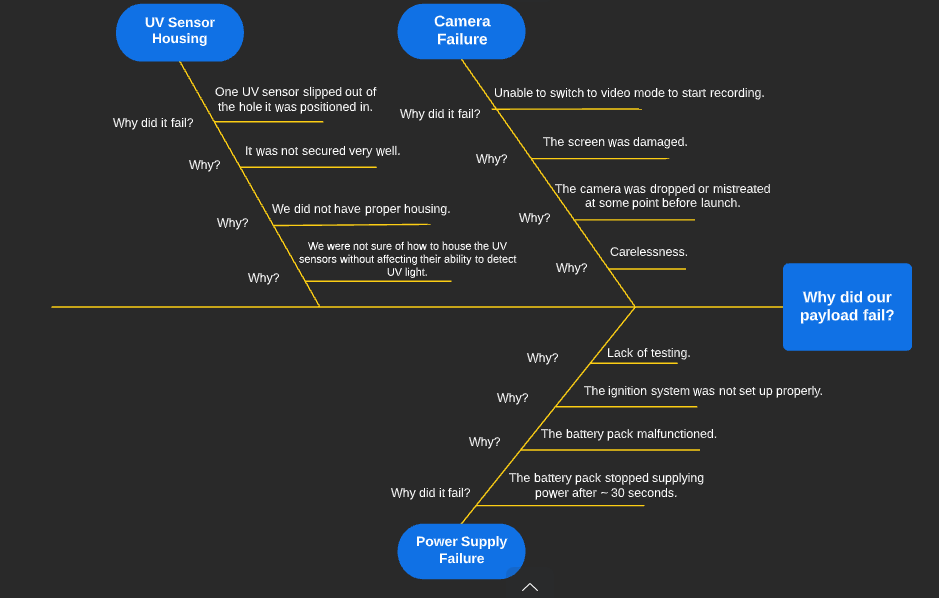 UV Sensor
Housing
One UV sensor slipped out of
the hole it was positioned in.
Why did it fail?
It was not secured very well.
Why?
We did not have proper housing.
Why?
We were not sure of how to house the UV
sensors without affecting their ability to detect
UV light.
Why?
Camera
Failure
Unable to switch to video mode to start recording.
Why did it fail?
The screen was damaged.
Why?
The camera was dropped or mistreated
at some point before launch.
Why?
Carelessness.
Why?
Why did our
payload fail?
Lack of testing.
Why?
The ignition system was not set up properly.
Why?
The battery pack malfunctioned.
Why?
The battery pack stopped supplying
power after ~ 30 seconds.
Why did it fail?
Power Supply
Failure